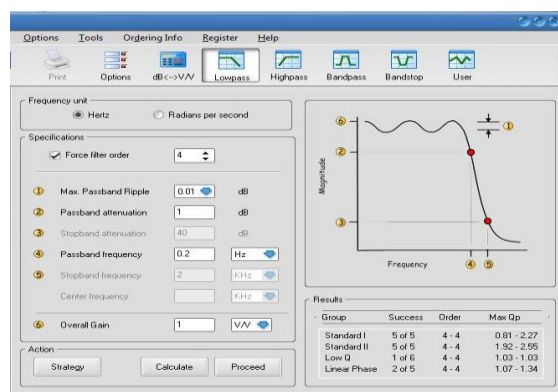 Options Tools Ordering Info Register Help
Print Options dB<-->V/V Lowpass Highpass Bandpass Bandstop User
Frequency unit
Hertz Radians per second
Specifications
Force filter order 4
① Max. Passband Ripple 0.01 dB
② Passband attenuation 1 dB
③ Stopband attenuation 40 dB
④ Passband frequency 0.2 Hz
⑤ Stopband frequency 2 KHz
Center frequency KHz
⑥ Overall Gain 1 V/V
Action
Strategy Calculate Proceed
⑥ ①
②
Magnitude
③
Frequency ④ ⑤
Results
Group Success Order Max Qp
Standard I 5 of 5 4 - 4 0.81 - 2.27
Standard II 5 of 5 4 - 4 1.92 - 2.55
Low Q 1 of 6 4 - 4 1.03 - 1.03
Linear Phase 2 of 5 4 - 4 1.07 - 1.34